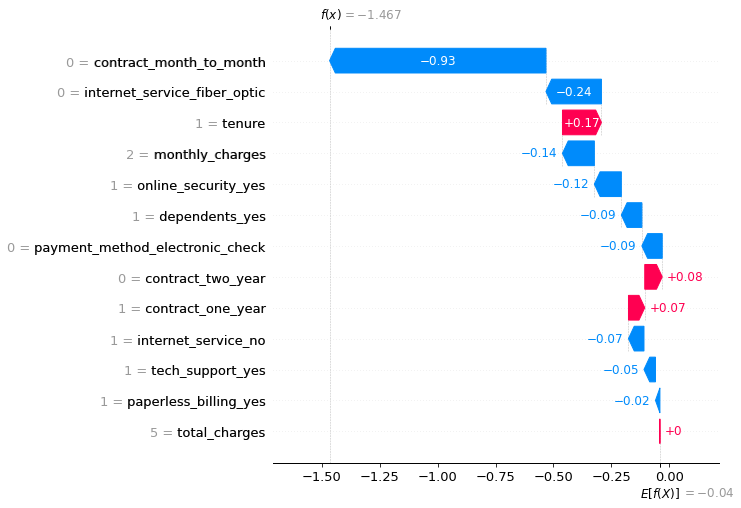 f(x) = −1.467
0 = contract_month_to_month −0.93
0 = internet_service_fiber_optic −0.24
1 = tenure +0.17
2 = monthly_charges −0.14
1 = online_security_yes −0.12
1 = dependents_yes −0.09
0 = payment_method_electronic_check −0.09
0 = contract_two_year +0.08
1 = contract_one_year +0.07
1 = internet_service_no −0.07
1 = tech_support_yes −0.05
1 = paperless_billing_yes −0.02
5 = total_charges +0
−1.50 −1.25 −1.00 −0.75 −0.50 −0.25 0.00
E[f(X)] = −0.04